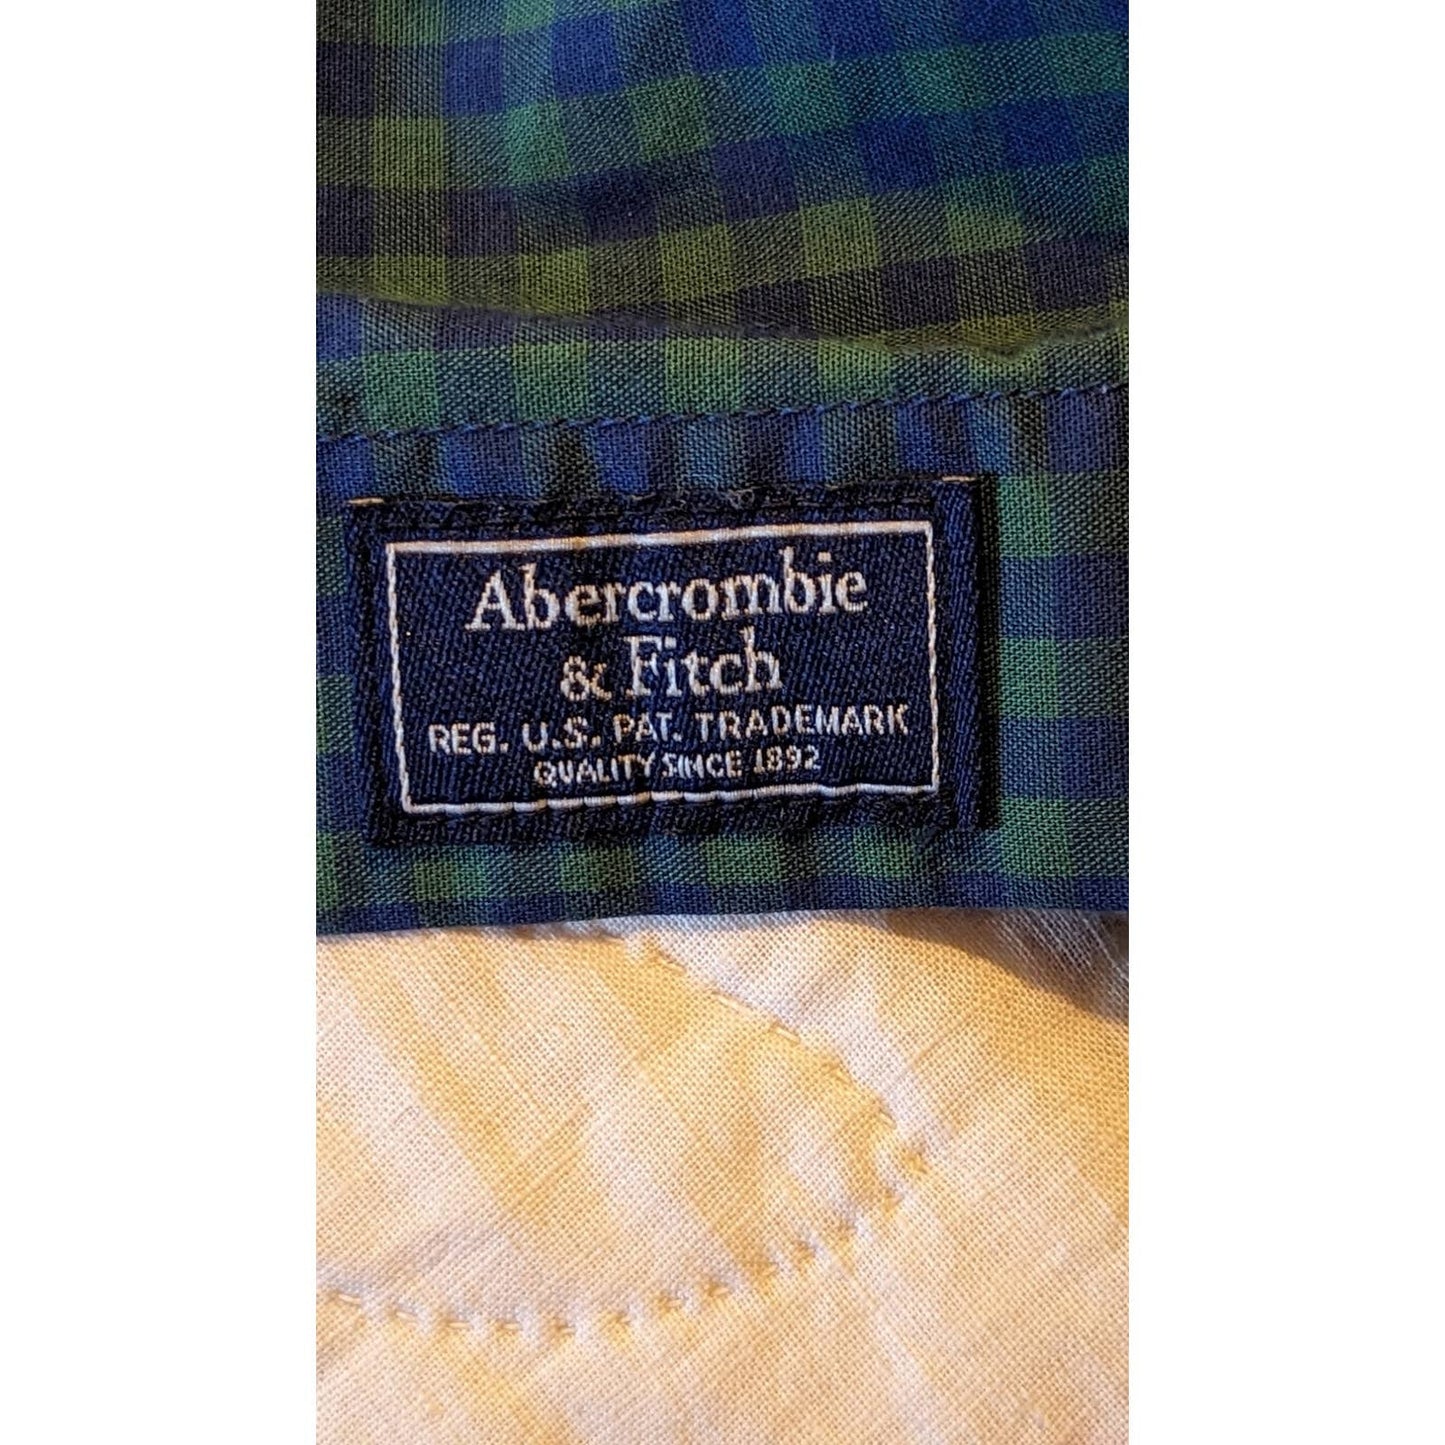 Abercrombie
& Fitch
REG. U.S. PAT. TRADEMARK
QUALITY SINCE 1892